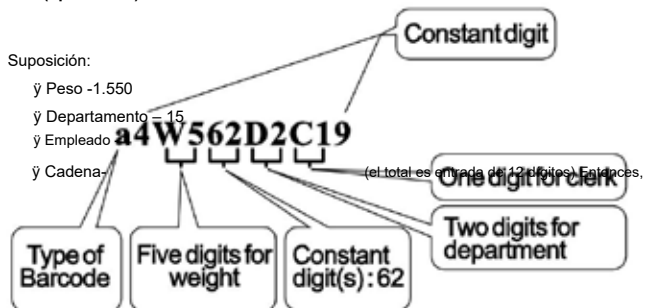 Constant digit
Suposición:
ÿ Peso -1.550
ÿ Departamento – 15
ÿ Empleado
a4W562D2C19
ÿ Cadena-
(el total es entrada de 12 dígitos) Entonces,
One digit for clerk
Two digits for
department
Type of
Barcode
Five digits for
weight
Constant
digit(s):62